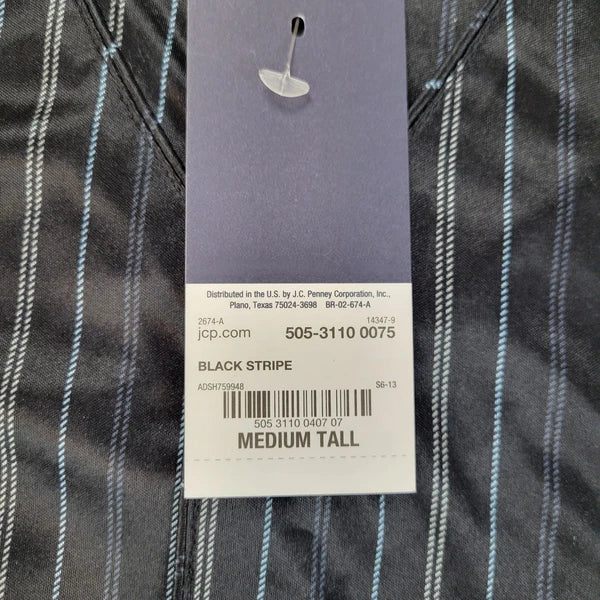 Distributed in the U.S. by J.C. Penney Corporation, Inc.,
Plano, Texas 75024-3698 BR-02-674-A
2674-A 14347-9
jcp.com 505-3110 0075
BLACK STRIPE
ADSH759948 S6-13
505 3110 0407 07
MEDIUM TALL